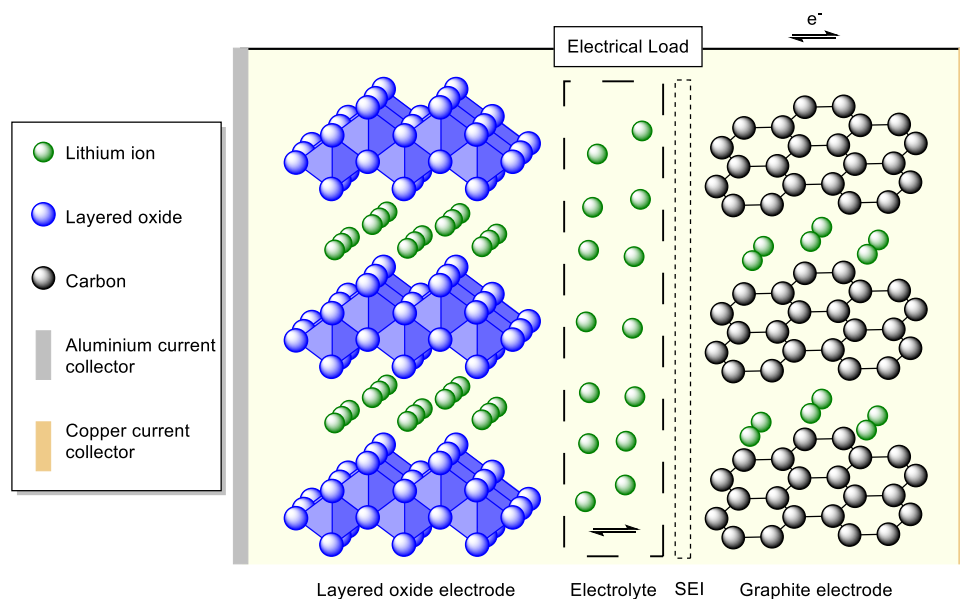 e-
Electrical Load
Lithium ion
Layered oxide
Carbon
Aluminium current
collector
Copper current
collector
Layered oxide electrode
Electrolyte
SEI
Graphite electrode